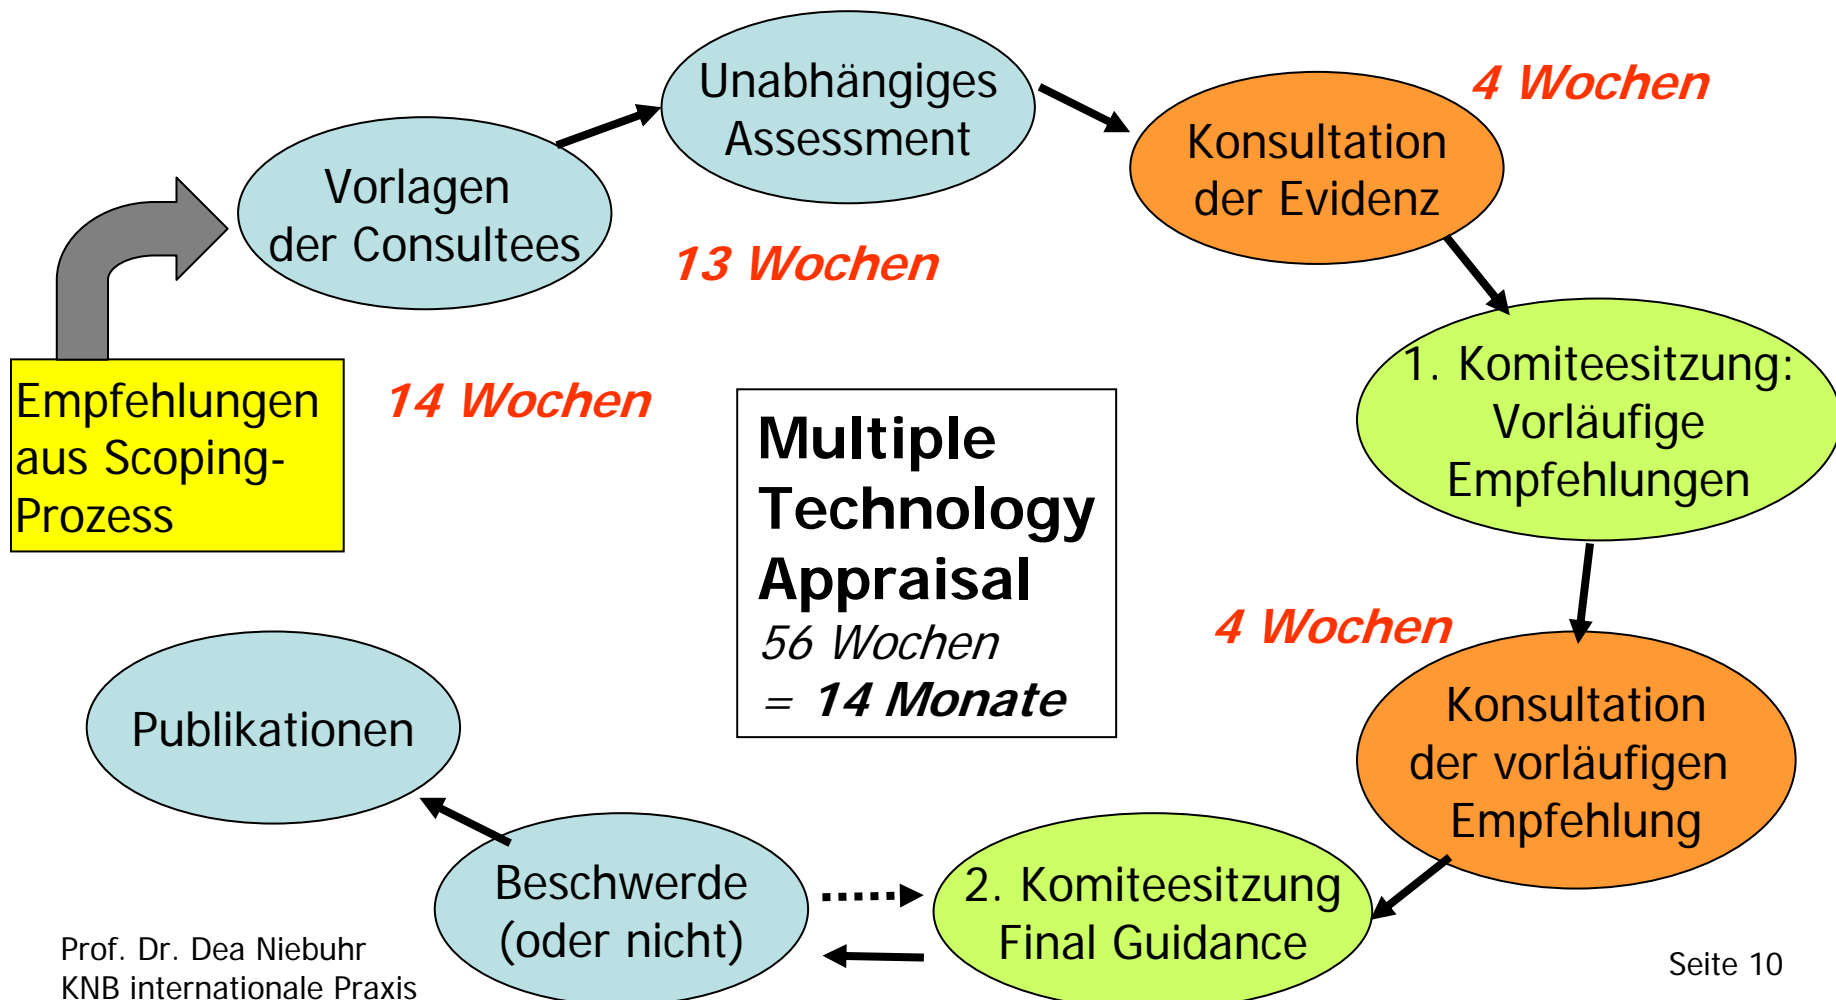 Empfehlungen
aus Scoping-
Prozess
14 Wochen
Vorlagen
der Consultees
13 Wochen
Unabhängiges
Assessment
4 Wochen
Konsultation
der Evidenz
1. Komiteesitzung:
Vorläufige
Empfehlungen
4 Wochen
Konsultation
der vorläufigen
Empfehlung
2. Komiteesitzung
Final Guidance
Beschwerde
(oder nicht)
Publikationen
Multiple
Technology
Appraisal
56 Wochen
= 14 Monate
Prof. Dr. Dea Niebuhr
KNB internationale Praxis
Seite 10